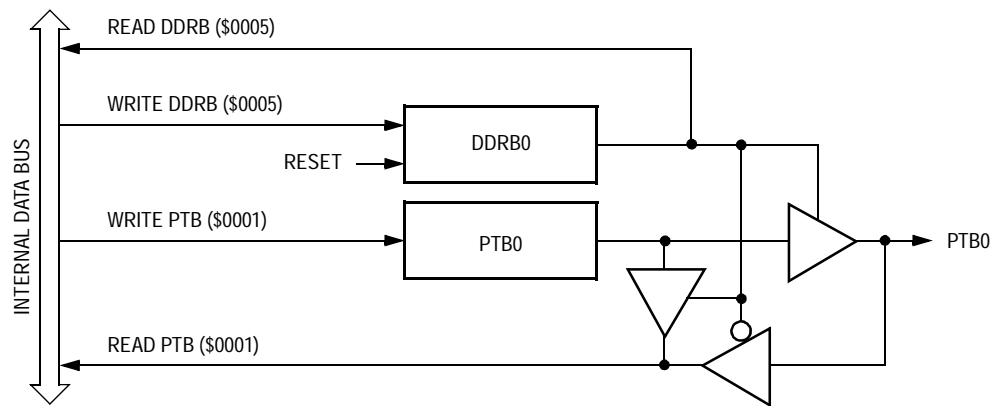 READ DDRB ($0005)
WRITE DDRB ($0005)
DDRB0
RESET
INTERNAL DATA BUS
WRITE PTB ($0001)
PTB0
PTB0
READ PTB ($0001)